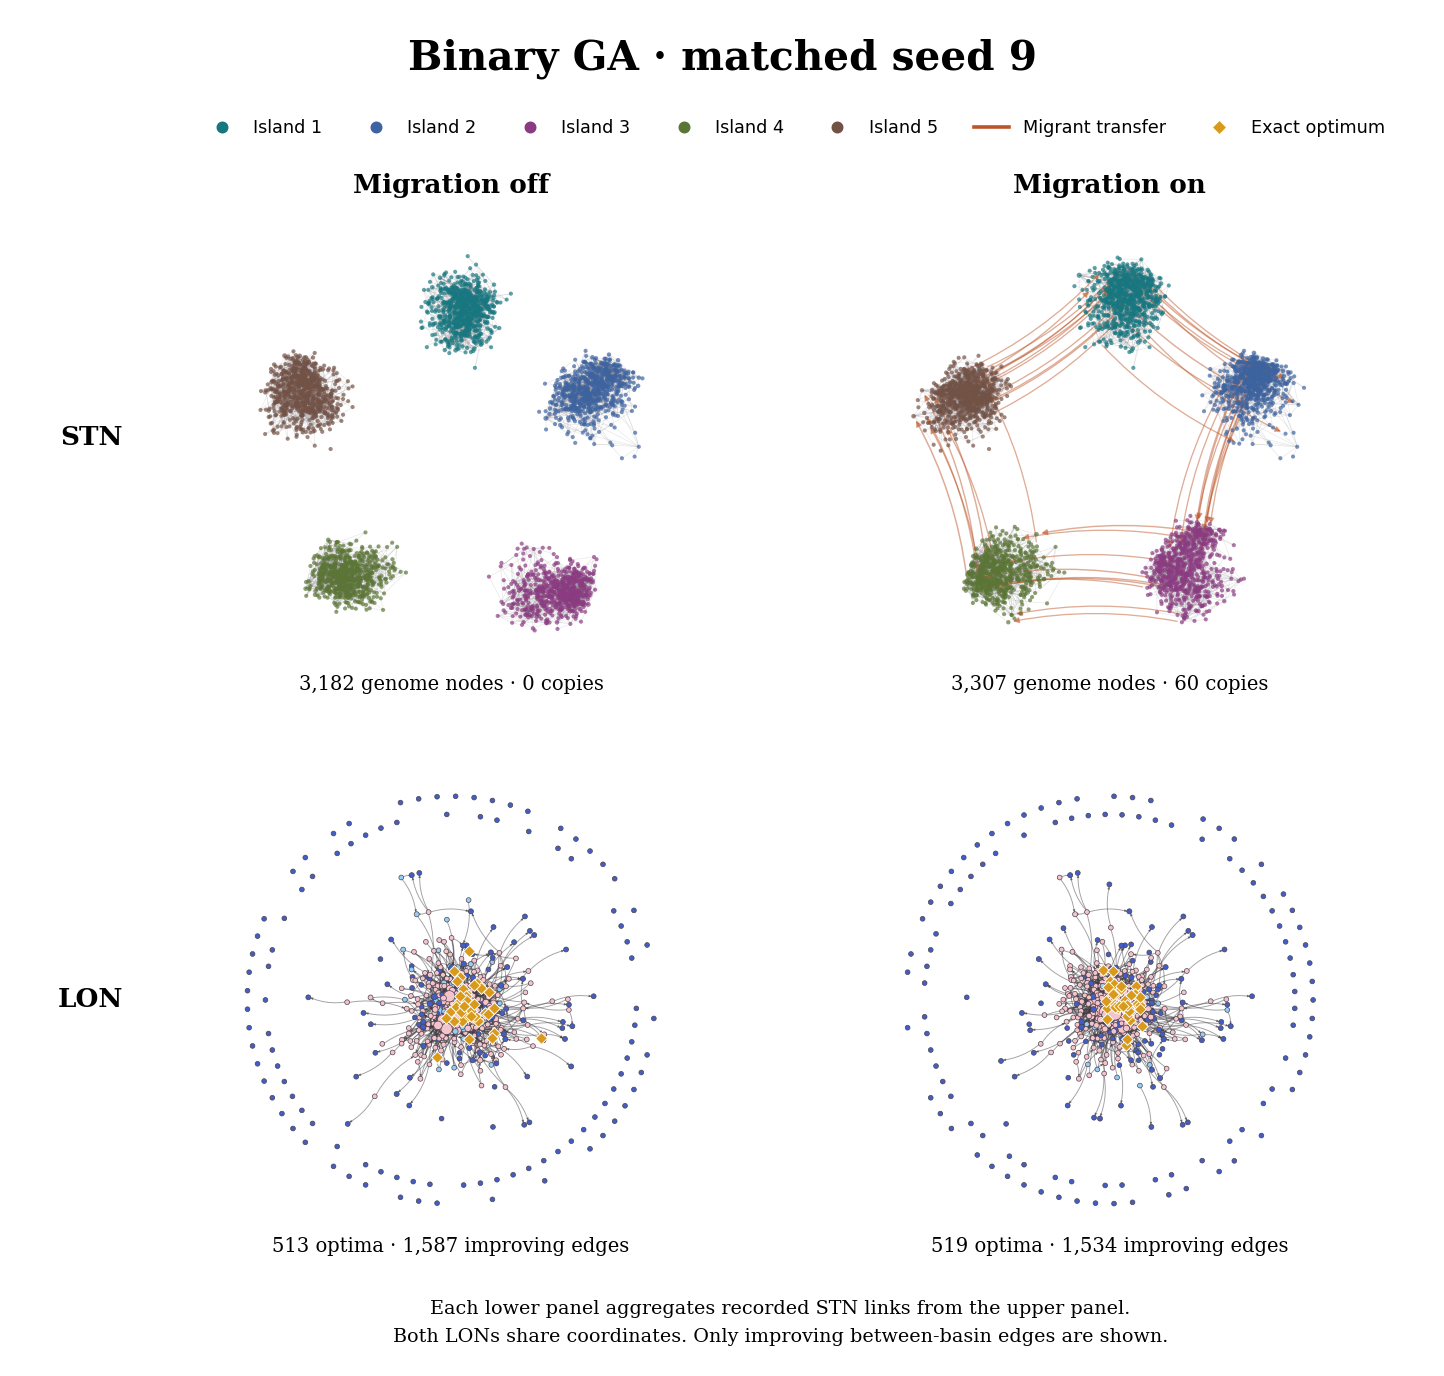 Binary GA · matched seed 9
Island 1 Island 2 Island 3 Island 4 Island 5 Migrant transfer Exact optimum
Migration off Migration on
STN
3,182 genome nodes · 0 copies 3,307 genome nodes · 60 copies
LON
513 optima · 1,587 improving edges 519 optima · 1,534 improving edges
Each lower panel aggregates recorded STN links from the upper panel.
Both LONs share coordinates. Only improving between-basin edges are shown.